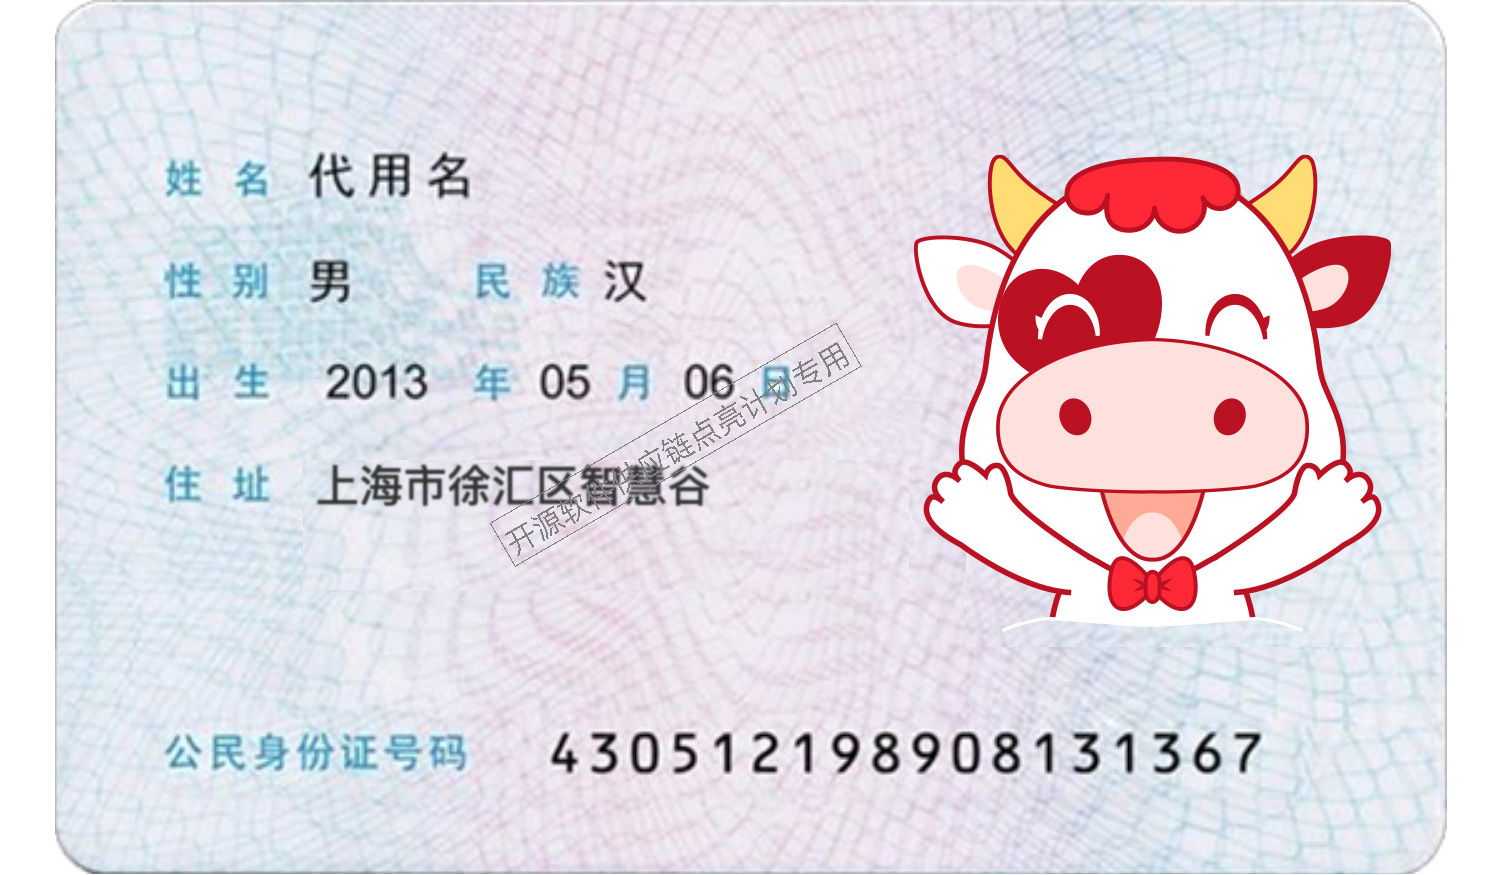 姓名 代用名
性别 男 民族 汉
出生 2013 年 05 月 06 日
住址 上海市徐汇区智慧谷
开源软件供应链点亮计划专用
公民身份证号码 430512198908131367